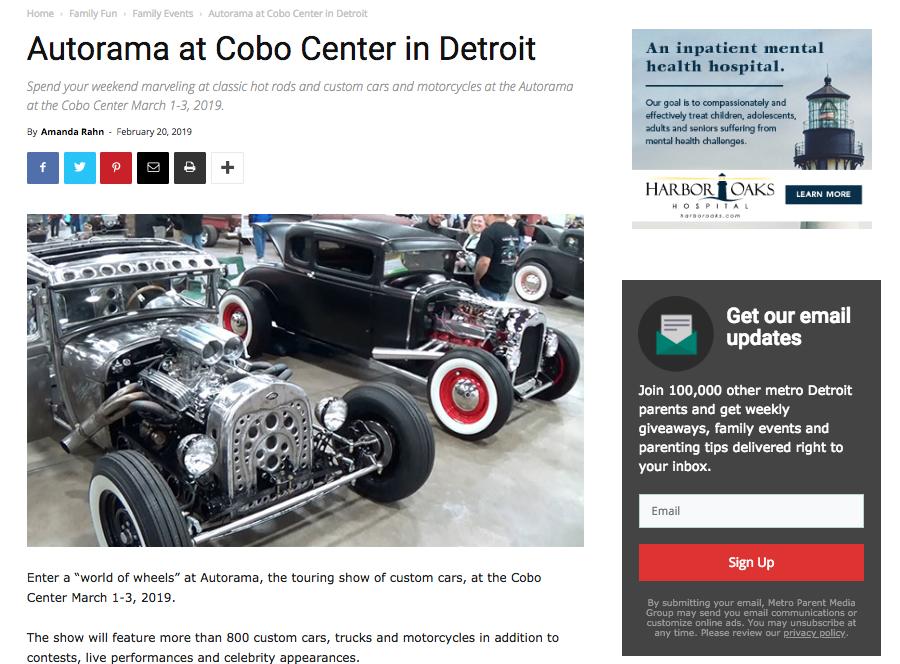 Home › Family Fun › Family Events › Autorama at Cobo Center in Detroit
Autorama at Cobo Center in Detroit
Spend your weekend marveling at classic hot rods and custom cars and motorcycles at the Autorama
at the Cobo Center March 1-3, 2019.
By Amanda Rahn - February 20, 2019
Enter a “world of wheels” at Autorama, the touring show of custom cars, at the Cobo
Center March 1-3, 2019.
The show will feature more than 800 custom cars, trucks and motorcycles in addition to
contests, live performances and celebrity appearances.
An inpatient mental
health hospital.
Our goal is to compassionately and
effectively treat children, adolescents,
adults and seniors suffering from
mental health challenges.
HARBOR OAKS
HOSPITAL
harboroaks.com
LEARN MORE
Get our email
updates
Join 100,000 other metro Detroit
parents and get weekly
giveaways, family events and
parenting tips delivered right to
your inbox.
Email
Sign Up
By submitting your email, Metro Parent Media
Group may send you email communications or
customize online ads. You may unsubscribe at
any time. Please review our privacy policy.